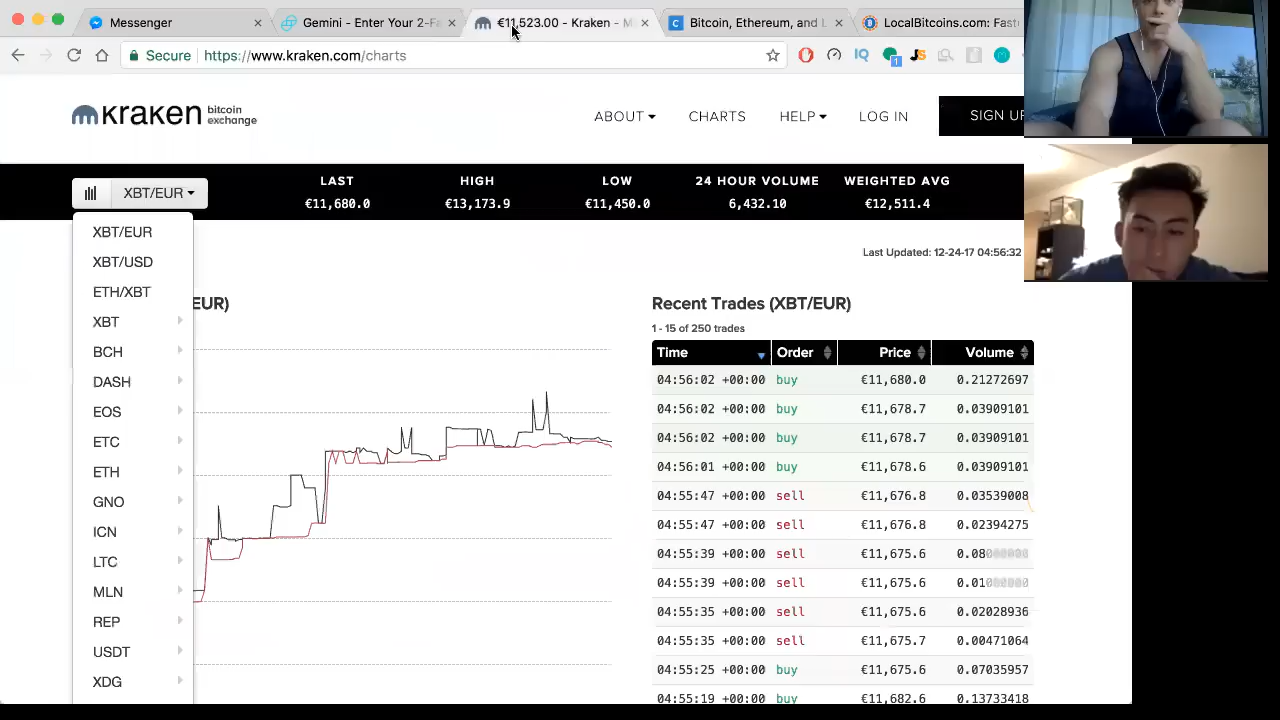 Messenger
Gemini - Enter Your 2-Fa
€11,523.00 - Kraken - M
Bitcoin, Ethereum, and L
LocalBitcoins.com: Faste
Secure https://www.kraken.com/charts
IQ
1
JS
kraken bitcoin exchange
ABOUT
CHARTS
HELP
LOG IN
SIGN UP
XBT/EUR
LAST HIGH LOW 24 HOUR VOLUME WEIGHTED AVG
€11,680.0 €13,173.9 €11,450.0 6,432.10 €12,511.4
XBT/EUR
XBT/USD
ETH/XBT
XBT
BCH
DASH
EOS
ETC
ETH
GNO
ICN
LTC
MLN
REP
USDT
XDG
EUR)
Last Updated: 12-24-17 04:56:32
Recent Trades (XBT/EUR)
1 - 15 of 250 trades
Time Order Price Volume
04:56:02 +00:00 buy €11,680.0 0.21272697
04:56:02 +00:00 buy €11,678.7 0.03909101
04:56:02 +00:00 buy €11,678.7 0.03909101
04:56:01 +00:00 buy €11,678.6 0.03909101
04:55:47 +00:00 sell €11,676.8 0.03539008
04:55:47 +00:00 sell €11,676.8 0.02394275
04:55:39 +00:00 sell €11,675.6 0.08000000
04:55:39 +00:00 sell €11,675.6 0.01000000
04:55:35 +00:00 sell €11,675.6 0.02028936
04:55:35 +00:00 sell €11,675.7 0.00471064
04:55:25 +00:00 buy €11,675.6 0.07035957
04:55:19 +00:00 buy €11,682.6 0.13733418